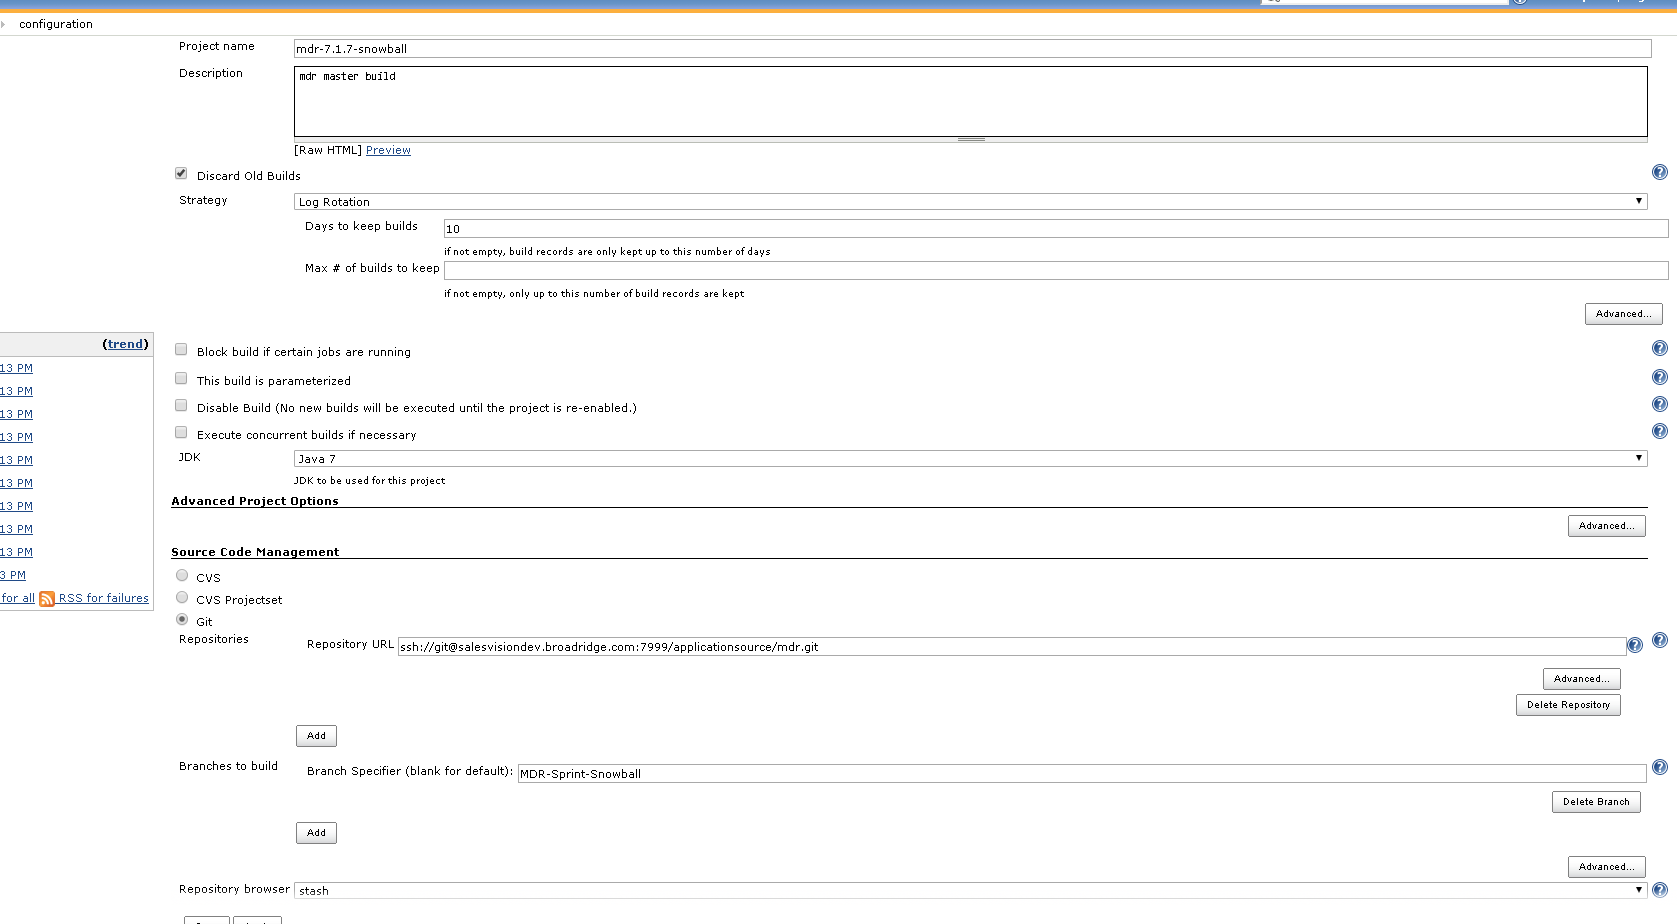 configuration
Project name mdr-7.1.7-snowball
Description mdr master build
[Raw HTML] Preview
Discard Old Builds
Strategy Log Rotation
Days to keep builds 10
if not empty, build records are only kept up to this number of days
Max # of builds to keep
if not empty, only up to this number of build records are kept
Advanced...
(trend)
Block build if certain jobs are running
13 PM
This build is parameterized
13 PM
Disable Build (No new builds will be executed until the project is re-enabled.)
13 PM
Execute concurrent builds if necessary
13 PM
JDK Java 7
13 PM
JDK to be used for this project
13 PM
Advanced Project Options
13 PM
Advanced...
13 PM
Source Code Management
13 PM
CVS
3 PM
CVS Projectset
for all RSS for failures
Git
Repositories Repository URL ssh://git@salesvisiondev.broadridge.com:7999/applicationsource/mdr.git
Advanced...
Delete Repository
Add
Branches to build Branch Specifier (blank for default): MDR-Sprint-Snowball
Delete Branch
Add
Advanced...
Repository browser stash